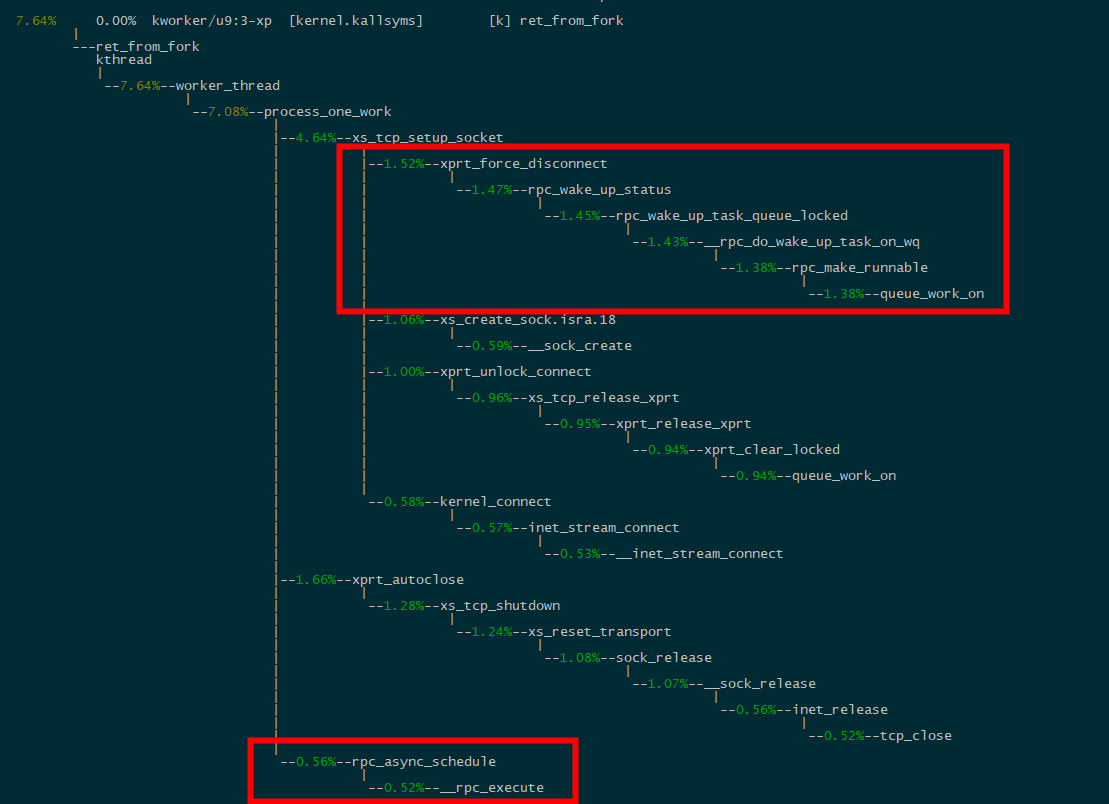 7.64%     0.00%  kworker/u9:3-xp  [kernel.kallsyms]        [k] ret_from_fork
|
---ret_from_fork
kthread
|
--7.64%--worker_thread
|
--7.08%--process_one_work
|
|--4.64%--xs_tcp_setup_socket
|--1.52%--xprt_force_disconnect
|
--1.47%--rpc_wake_up_status
|
--1.45%--rpc_wake_up_task_queue_locked
|
--1.43%--__rpc_do_wake_up_task_on_wq
|
--1.38%--rpc_make_runnable
|
--1.38%--queue_work_on
|--1.06%--xs_create_sock.isra.18
|
--0.59%--__sock_create
|--1.00%--xprt_unlock_connect
|
--0.96%--xs_tcp_release_xprt
|
--0.95%--xprt_release_xprt
|
--0.94%--xprt_clear_locked
|
--0.94%--queue_work_on
--0.58%--kernel_connect
|
--0.57%--inet_stream_connect
|
--0.53%--__inet_stream_connect
|--1.66%--xprt_autoclose
|
--1.28%--xs_tcp_shutdown
|
--1.24%--xs_reset_transport
|
--1.08%--sock_release
|
--1.07%--__sock_release
|
--0.56%--inet_release
|
--0.52%--tcp_close
--0.56%--rpc_async_schedule
|
--0.52%--__rpc_execute